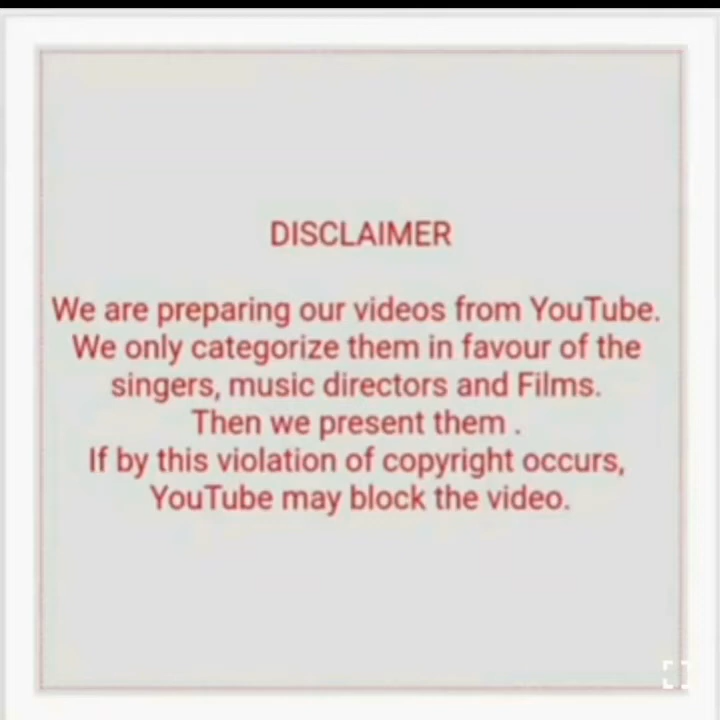 DISCLAIMER
We are preparing our videos from YouTube.
We only categorize them in favour of the
singers, music directors and Films.
Then we present them .
If by this violation of copyright occurs,
YouTube may block the video.